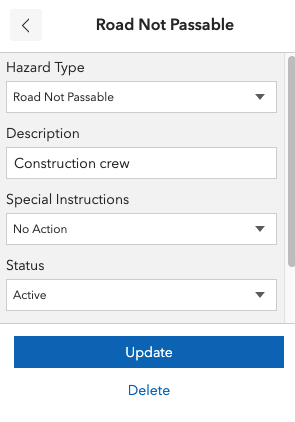 Road Not Passable
Hazard Type
Road Not Passable
Description
Construction crew
Special Instructions
No Action
Status
Active
Update
Delete